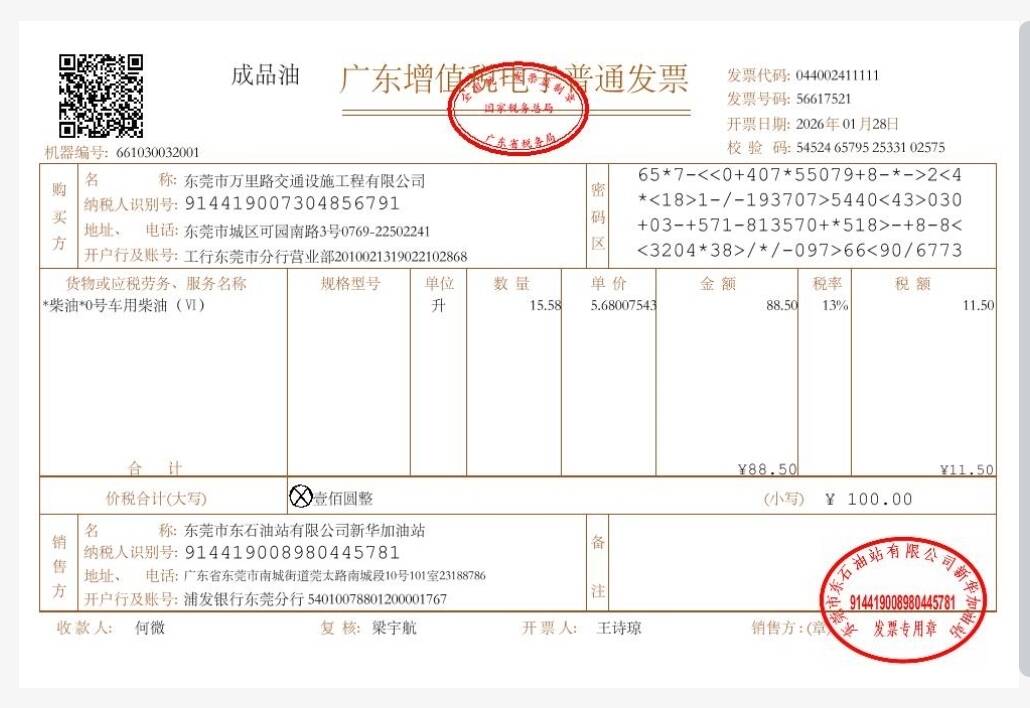 成品油
广东增值税电子普通发票
全国统一发票监制章
国家税务总局
广东省税务局
发票代码: 044002411111
发票号码: 56617521
开票日期: 2026年01月28日
校 验 码: 54524 65795 25331 02575
机器编号: 661030032001
购买方
名 称: 东莞市万里路交通设施工程有限公司
纳税人识别号: 914419007304856791
地址、 电话: 东莞市城区可园南路3号0769-22502241
开户行及账号: 工行东莞市分行营业部2010021319022102868
密码区
65*7-<<0+407*55079+8-*->2<4
*<18>1-/-193707>5440<43>030
+03-+571-813570+*518>-+8-8<
<3204*38>/*/-097>66<90/6773
货物或应税劳务、服务名称 规格型号 单位 数 量 单 价 金 额 税率 税 额
*柴油*0号车用柴油（Ⅵ） 升 15.58 5.68007543 88.50 13% 11.50
合 计 ¥88.50 ¥11.50
价税合计(大写) ⓧ壹佰圆整 (小写) ¥ 100.00
销售方
名 称: 东莞市东石油站有限公司新华加油站
纳税人识别号: 914419008980445781
地址、 电话: 广东省东莞市南城街道莞太路南城段10号101室23188786
开户行及账号: 浦发银行东莞分行 54010078801200001767
备注
收 款 人: 何微 复 核: 梁宇航 开 票 人: 王诗琼 销售方: (章)
东莞市东石油站有限公司新华加油站
914419008980445781
发票专用章